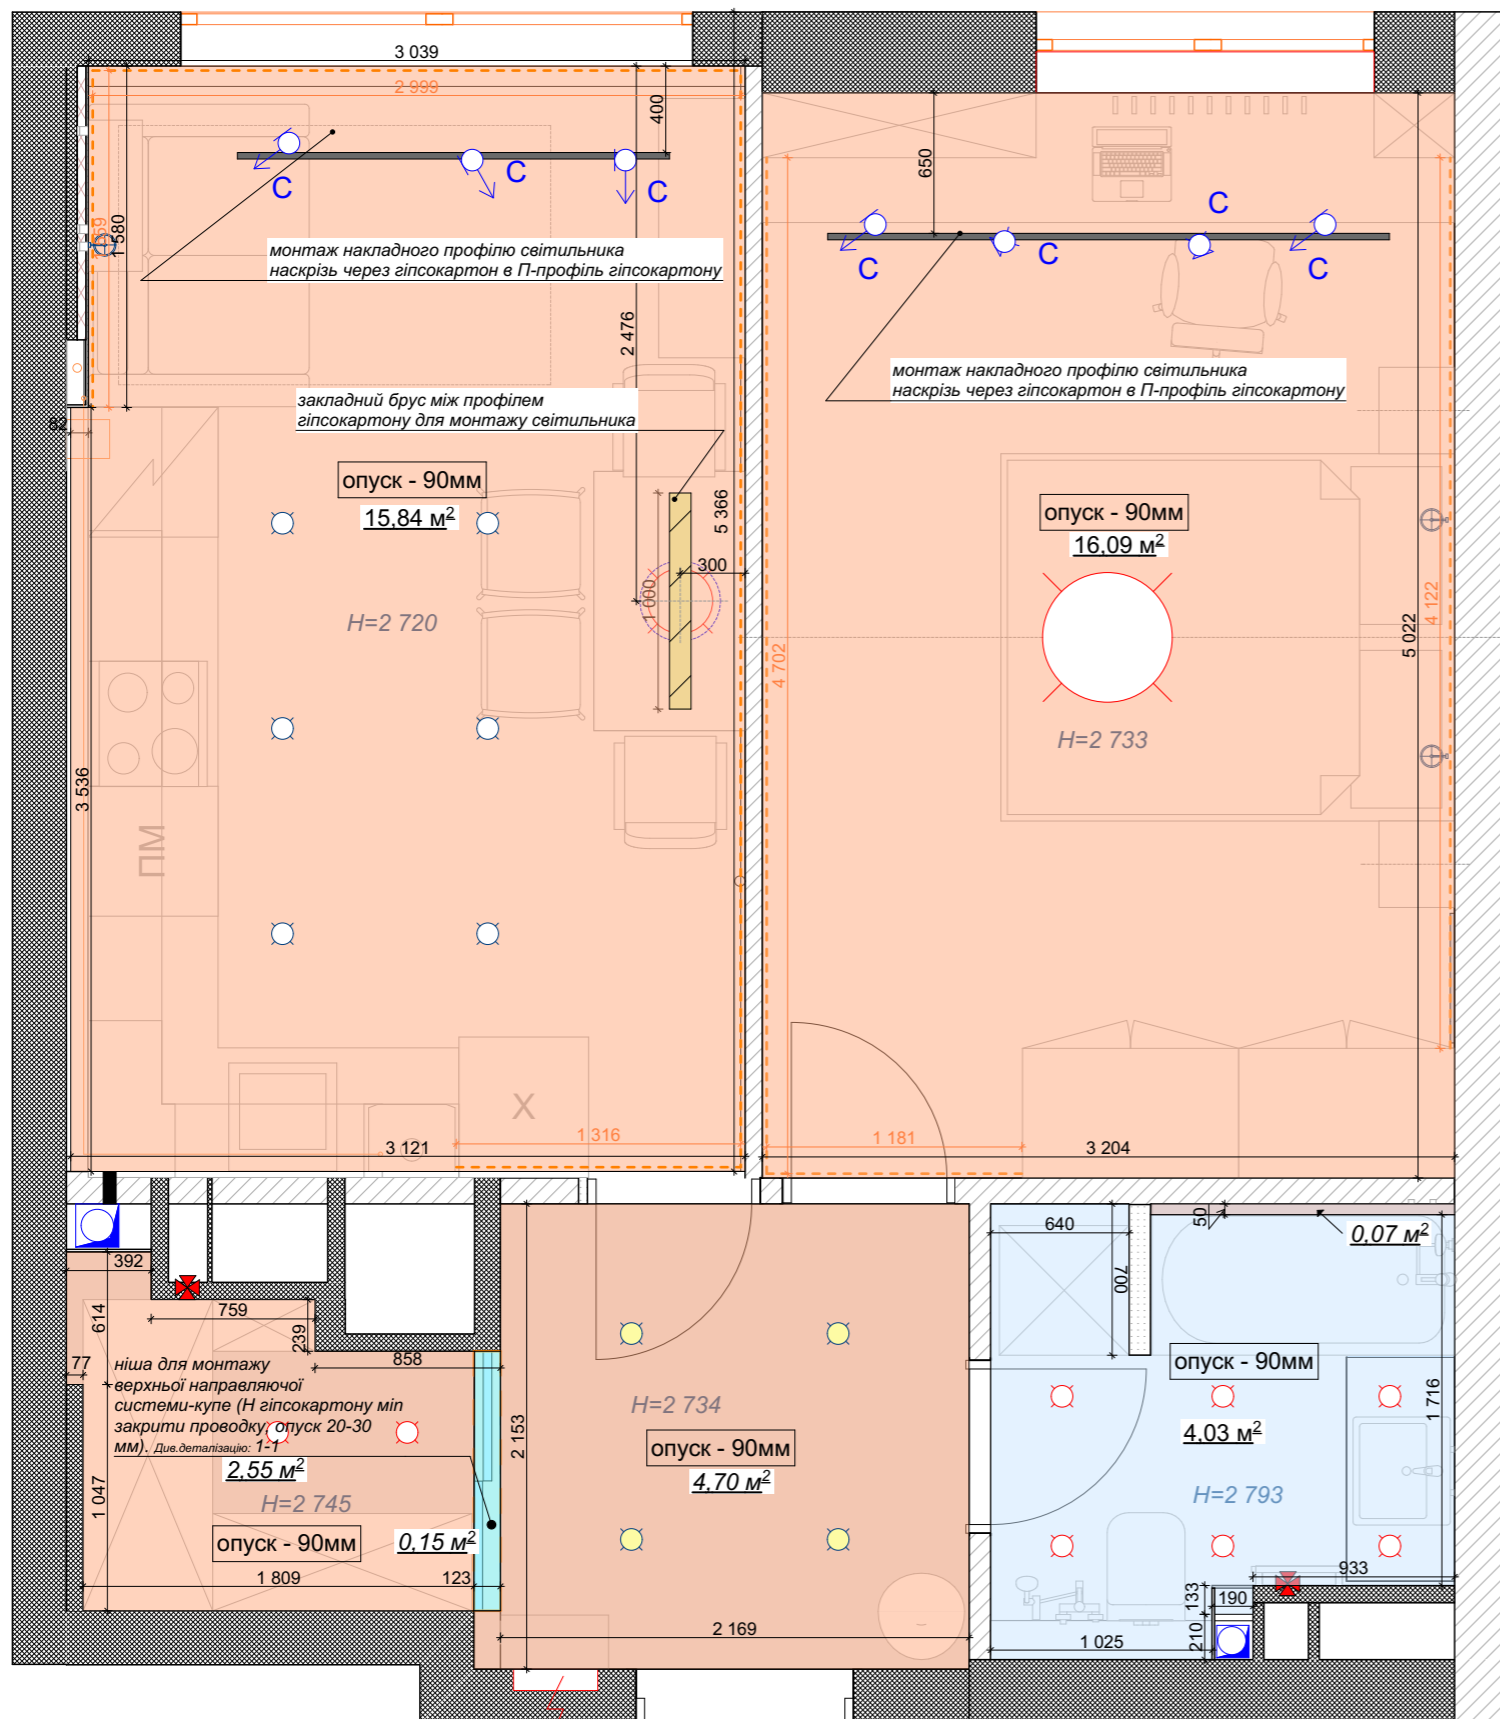 3 039
2 999
400
650
C
C
C
C
C
C
C
1 580
монтаж накладного профілю світильника
наскрізь через гіпсокартон в П-профіль гіпсокартону
2 476
монтаж накладного профілю світильника
наскрізь через гіпсокартон в П-профіль гіпсокартону
закладний брус між профілем
гіпсокартону для монтажу світильника
82
опуск - 90мм
15,84 м²
5 366
300
1 000
H=2 720
опуск - 90мм
16,09 м²
4 122
5 022
4 702
H=2 733
3 536
ПМ
X
1 316
3 121
1 181
3 204
50
0,07 м²
640
700
392
614
759
239
858
77
ніша для монтажу
верхньої направляючої
системи-купе (Н гіпсокартону міп
закрити проводку, опуск 20-30
мм). Див.деталізацію: 1-1
2,55 м²
H=2 745
1 047
опуск - 90мм
0,15 м²
1 809
123
2 153
H=2 734
опуск - 90мм
4,70 м²
2 169
опуск - 90мм
4,03 м²
1 716
H=2 793
933
133
190
210
1 025